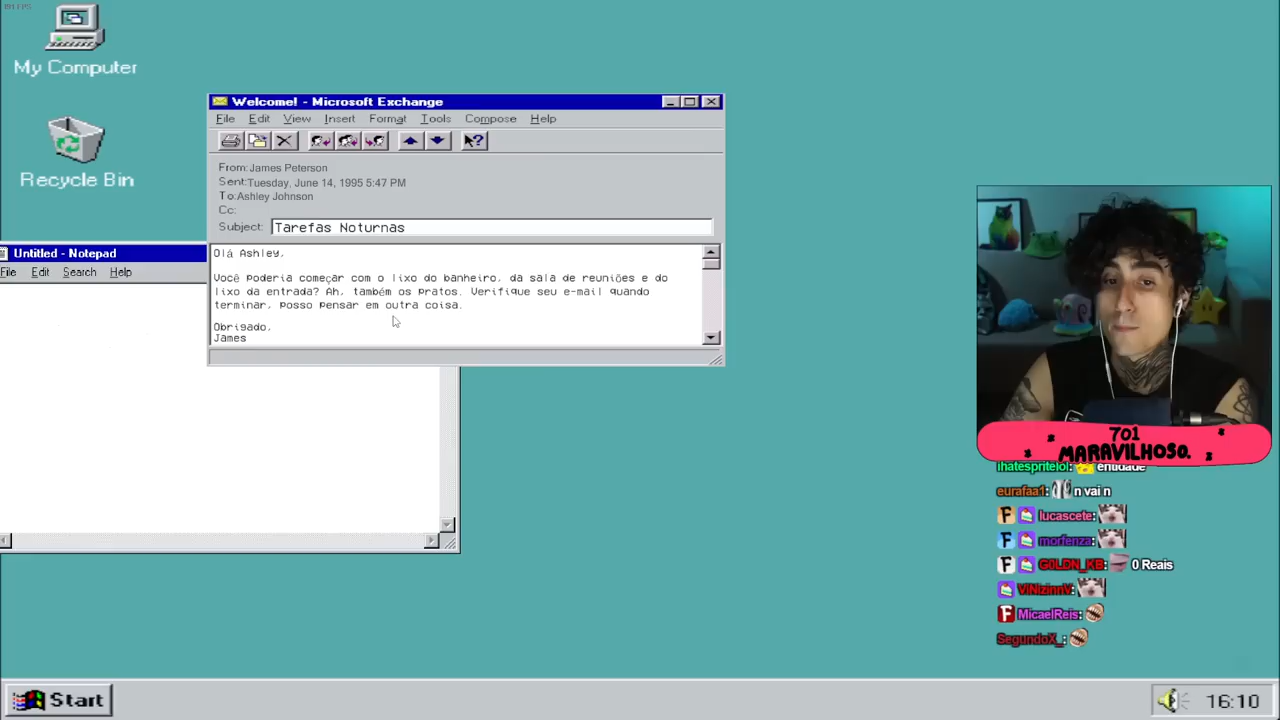 My Computer
Recycle Bin
Welcome! - Microsoft Exchange
File Edit View Insert Format Tools Compose Help
From: James Peterson
Sent: Tuesday, June 14, 1995 5:47 PM
To: Ashley Johnson
Cc:
Subject: Tarefas Noturnas
Olá Ashley,
Você poderia começar com o lixo do banheiro, da sala de reuniões e do
lixo da entrada? Ah, também os pratos. Verifique seu e-mail quando
terminar, posso pensar em outra coisa.
Obrigado,
James
Untitled - Notepad
File Edit Search Help
701
MARAVILHOSO.
ihatespritelol: entidade
eurafaa1: n vai n
lucascete:
morfenza:
G0LDN_KB: 0 Reais
ViNizinnV:
MicaelReis:
SegundoX_:
Start
16:10